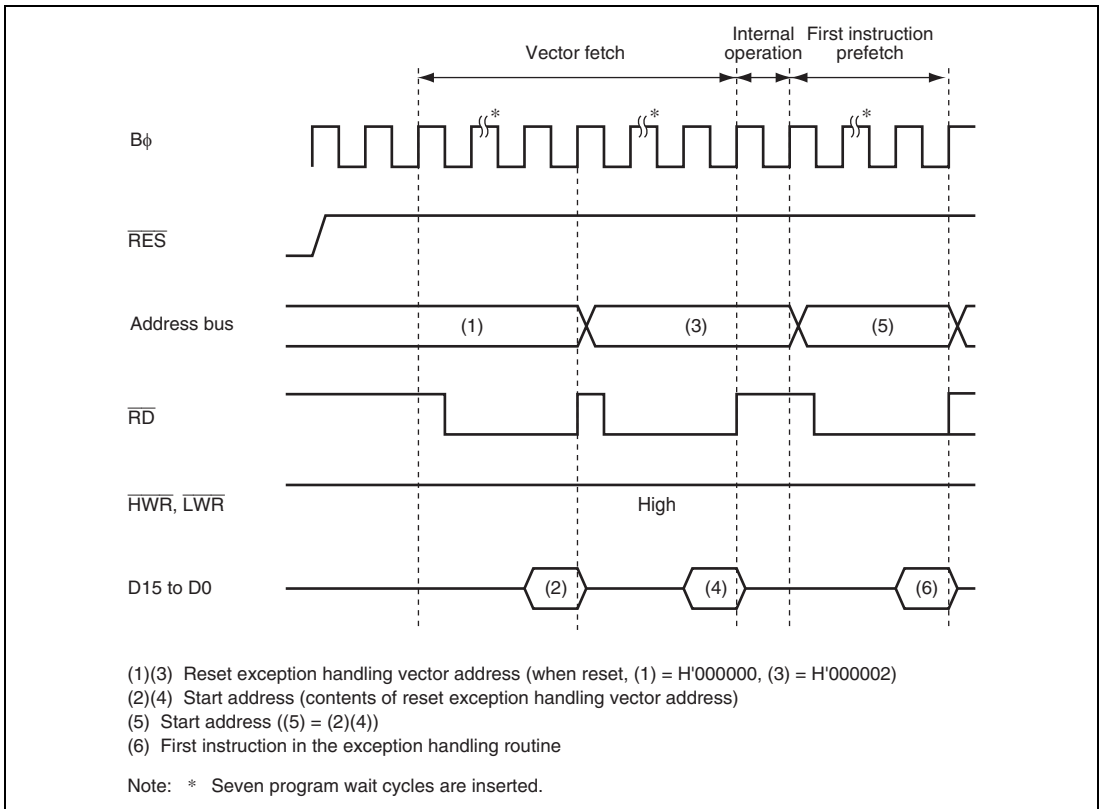 Vector fetch
Internal operation
First instruction prefetch
*
*
*
Bϕ
RES
Address bus
(1)
(3)
(5)
RD
HWR, LWR
High
D15 to D0
(2)
(4)
(6)
(1)(3) Reset exception handling vector address (when reset, (1) = H'000000, (3) = H'000002)
(2)(4) Start address (contents of reset exception handling vector address)
(5) Start address ((5) = (2)(4))
(6) First instruction in the exception handling routine
Note: * Seven program wait cycles are inserted.